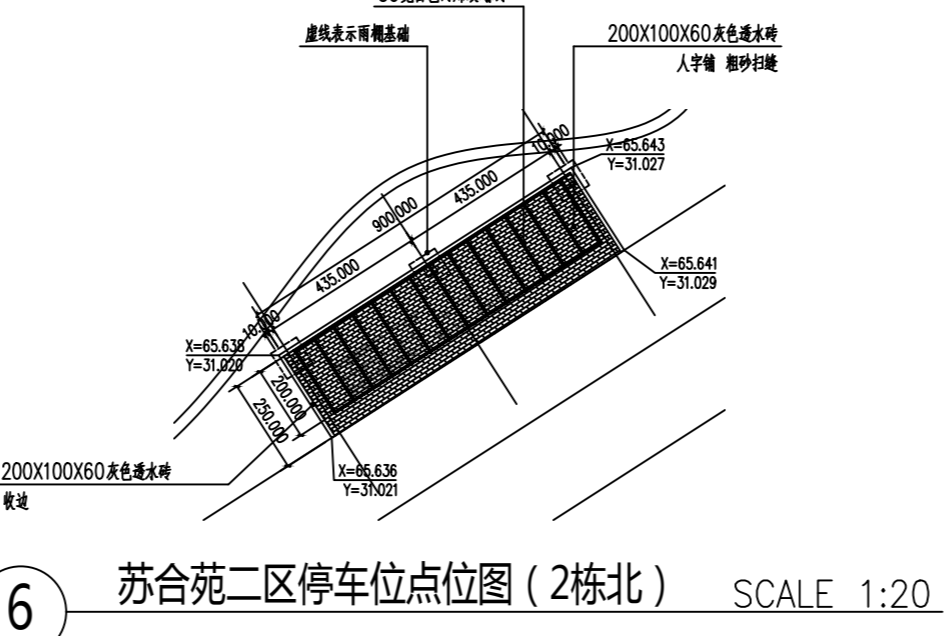 虚线表示雨棚基础
200X100X60灰色透水砖
人字铺 粗砂扫缝
10.000
X=65.643
Y=31.027
435.000
900.000
435.000
X=65.641
Y=31.029
10.000
X=65.638
Y=31.020
200.000
250.000
200X100X60灰色透水砖
收边
X=65.636
Y=31.021
6
苏合苑二区停车位点位图（2栋北） SCALE 1:20